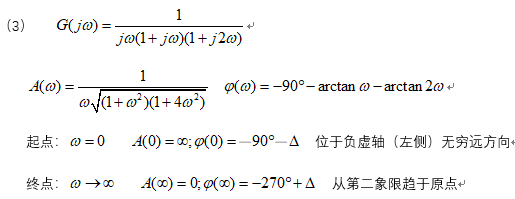 (3) G(jω)=1/(jω(1+jω)(1+j2ω))↵
A(ω)=1/(ω√((1+ω²)(1+4ω²))) φ(ω)=-90°-arctan ω-arctan 2ω↵
起点：ω=0 A(0)=∞;φ(0)=-90°-Δ 位于负虚轴（左侧）无穷远方向
终点：ω→∞ A(∞)=0;φ(∞)=-270°+Δ 从第二象限趋于原点↵